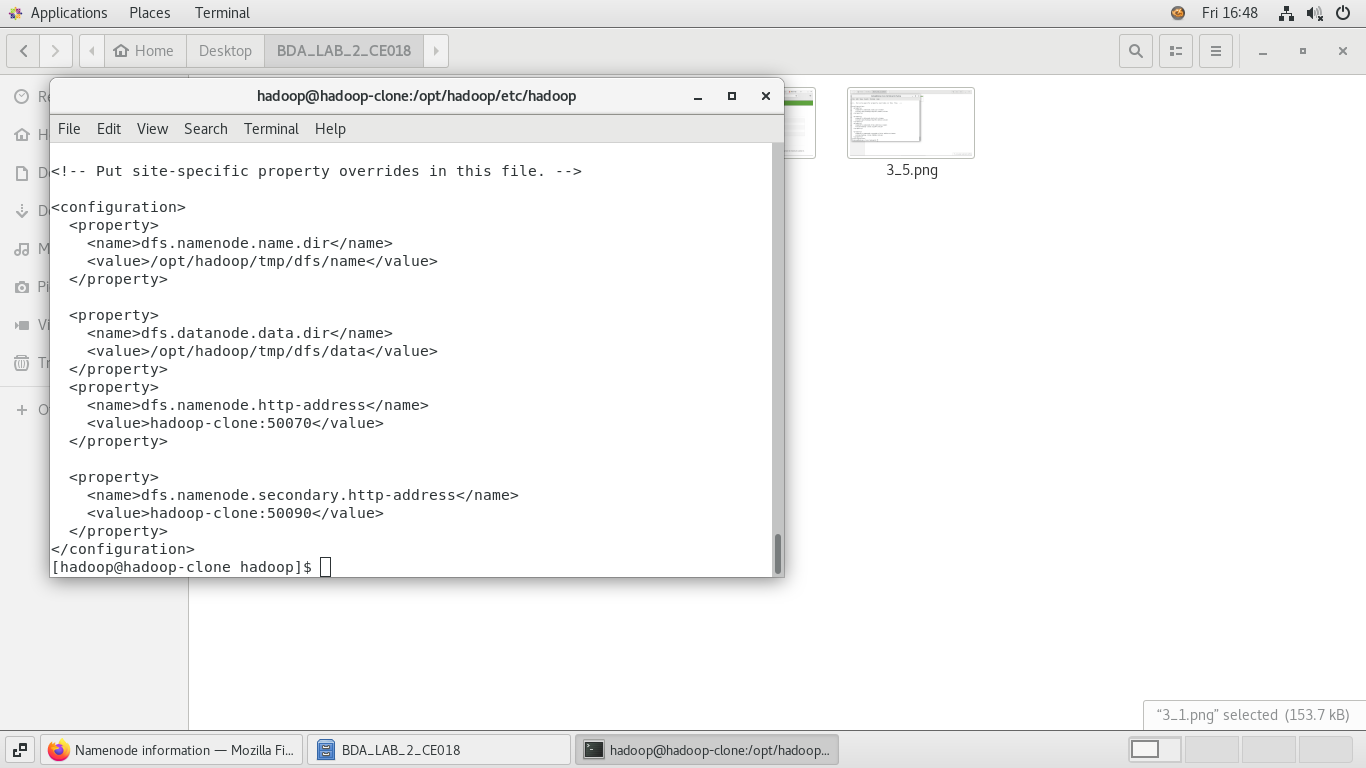 Applications Places Terminal Fri 16:48
Home Desktop BDA_LAB_2_CE018
hadoop@hadoop-clone:/opt/hadoop/etc/hadoop
File Edit View Search Terminal Help
<!-- Put site-specific property overrides in this file. -->
<configuration>
  <property>
    <name>dfs.namenode.name.dir</name>
    <value>/opt/hadoop/tmp/dfs/name</value>
  </property>
  <property>
    <name>dfs.datanode.data.dir</name>
    <value>/opt/hadoop/tmp/dfs/data</value>
  </property>
  <property>
    <name>dfs.namenode.http-address</name>
    <value>hadoop-clone:50070</value>
  </property>
  <property>
    <name>dfs.namenode.secondary.http-address</name>
    <value>hadoop-clone:50090</value>
  </property>
</configuration>
[hadoop@hadoop-clone hadoop]$
3_5.png
"3_1.png" selected (153.7 kB)
Namenode information — Mozilla Fi... BDA_LAB_2_CE018 hadoop@hadoop-clone:/opt/hadoop...